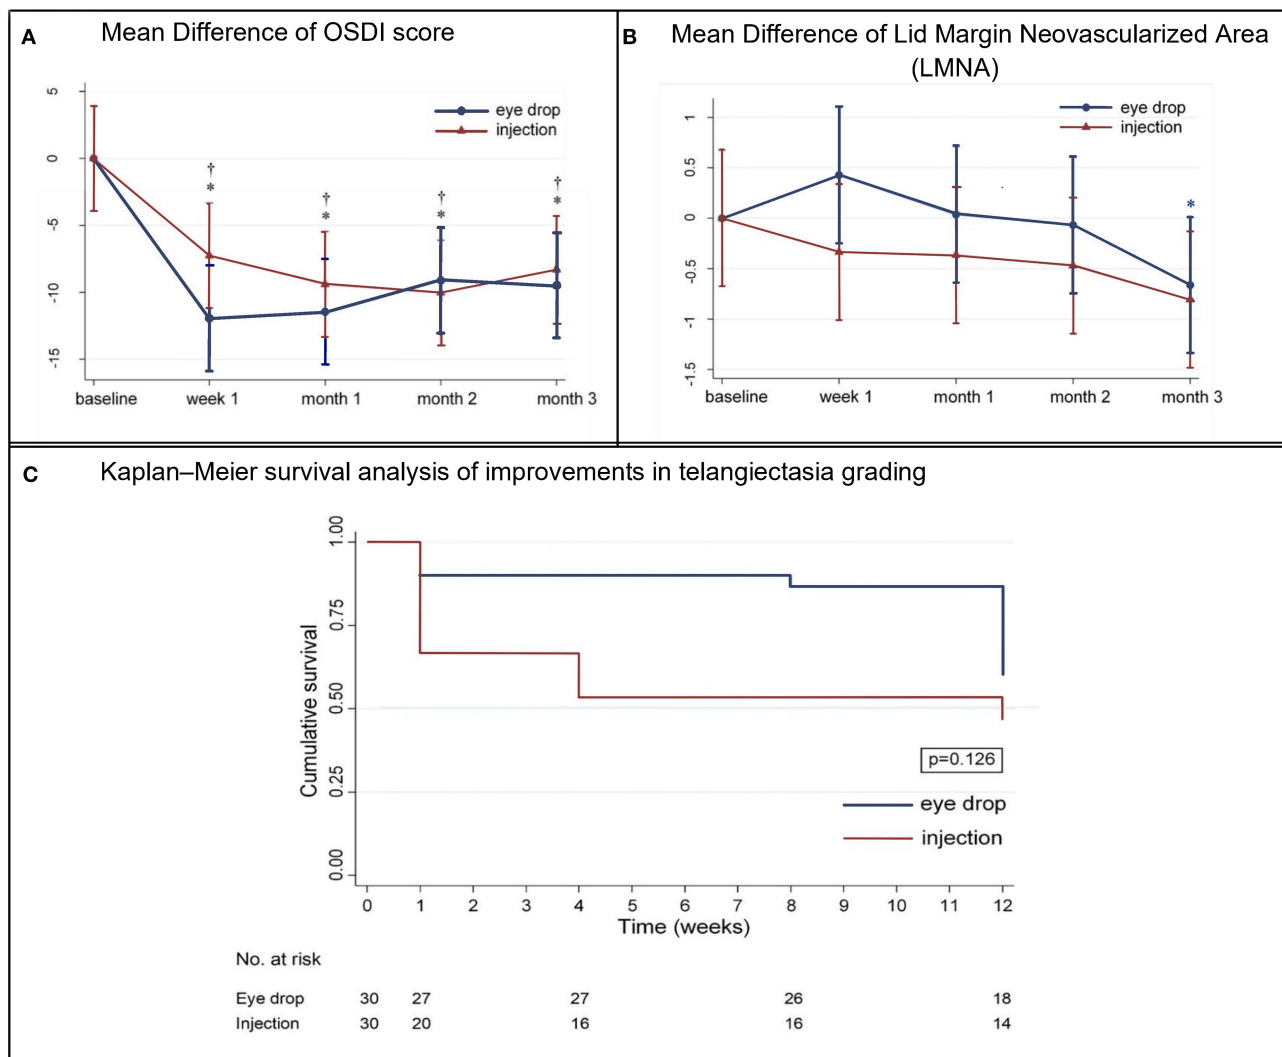 A
Mean Difference of OSDI score
eye drop
injection
5
0
-5
-10
-15
†
*
†
*
†
*
†
*
baseline
week 1
month 1
month 2
month 3
B
Mean Difference of Lid Margin Neovascularized Area
(LMNA)
eye drop
injection
1
0.5
0
-0.5
-1
-1.5
*
baseline
week 1
month 1
month 2
month 3
C
Kaplan–Meier survival analysis of improvements in telangiectasia grading
Cumulative survival
1.00
0.75
0.50
0.25
0.00
p=0.126
eye drop
injection
0 1 2 3 4 5 6 7 8 9 10 11 12
Time (weeks)
No. at risk
Eye drop 30 27 27 26 18
Injection 30 20 16 16 14